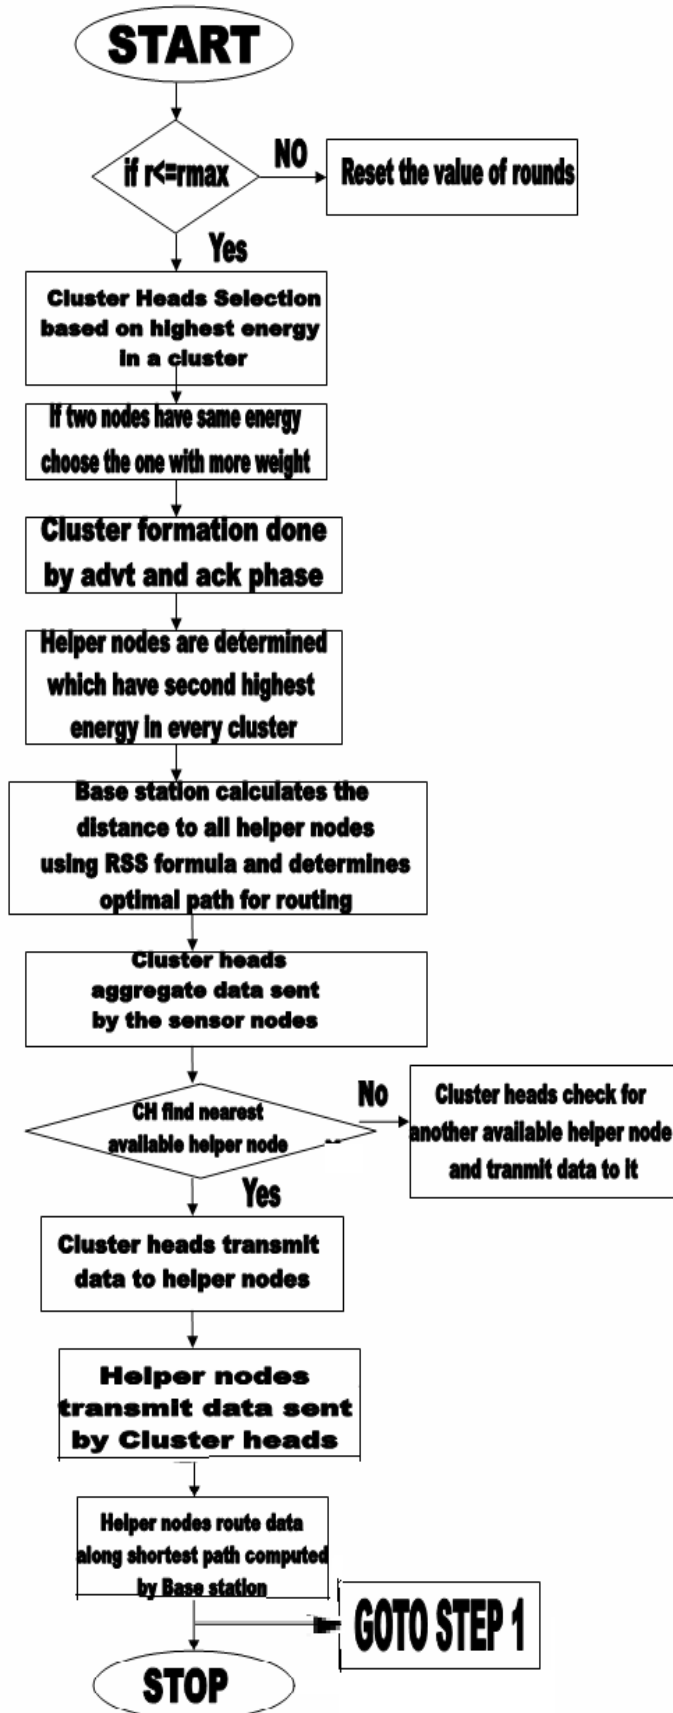 START
if r<=rmax
NO
Reset the value of rounds
Yes
Cluster Heads Selection
based on highest energy
in a cluster
If two nodes have same energy
choose the one with more weight
Cluster formation done
by advt and ack phase
Helper nodes are determined
which have second highest
energy in every cluster
Base station calculates the
distance to all helper nodes
using RSS formula and determines
optimal path for routing
Cluster heads
aggregate data sent
by the sensor nodes
CH find nearest
available helper node
No
Cluster heads check for
another available helper node
and tranmit data to it
Yes
Cluster heads transmit
data to helper nodes
Helper nodes
transmit data sent
by Cluster heads
Helper nodes route data
along shortest path computed
by Base station
GOTO STEP 1
STOP